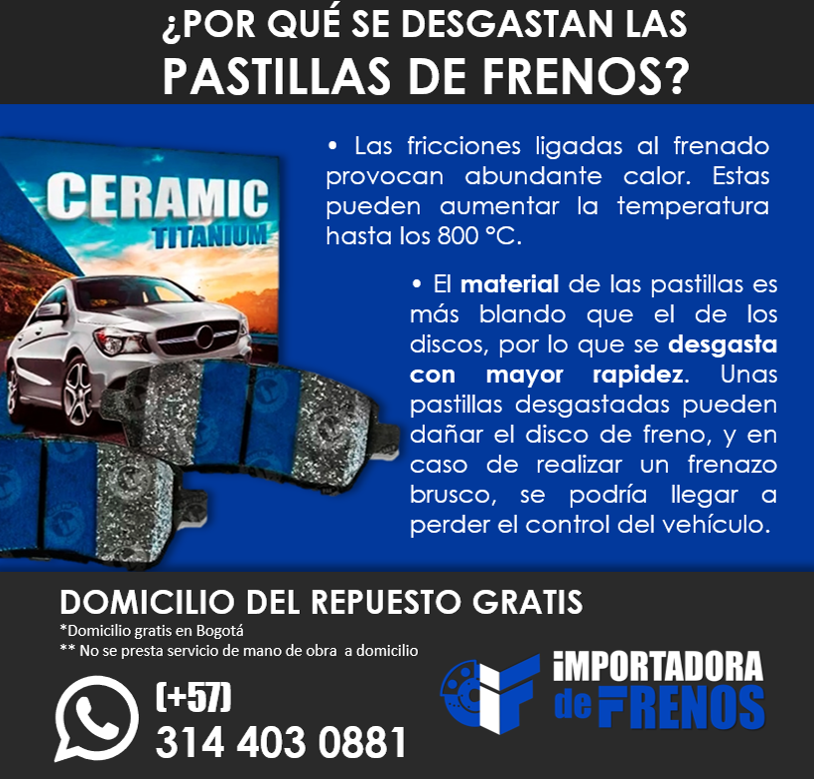 ¿POR QUÉ SE DESGASTAN LAS
PASTILLAS DE FRENOS?
CERAMIC
TITANIUM
• Las fricciones ligadas al frenado
provocan abundante calor. Estas
pueden aumentar la temperatura
hasta los 800 °C.
• El material de las pastillas es
más blando que el de los
discos, por lo que se desgasta
con mayor rapidez. Unas
pastillas desgastadas pueden
dañar el disco de freno, y en
caso de realizar un frenazo
brusco, se podría llegar a
perder el control del vehículo.
DOMICILIO DEL REPUESTO GRATIS
*Domicilio gratis en Bogotá
** No se presta servicio de mano de obra a domicilio
(+57)
314 403 0881
iMPORTADORA
de FRENOS